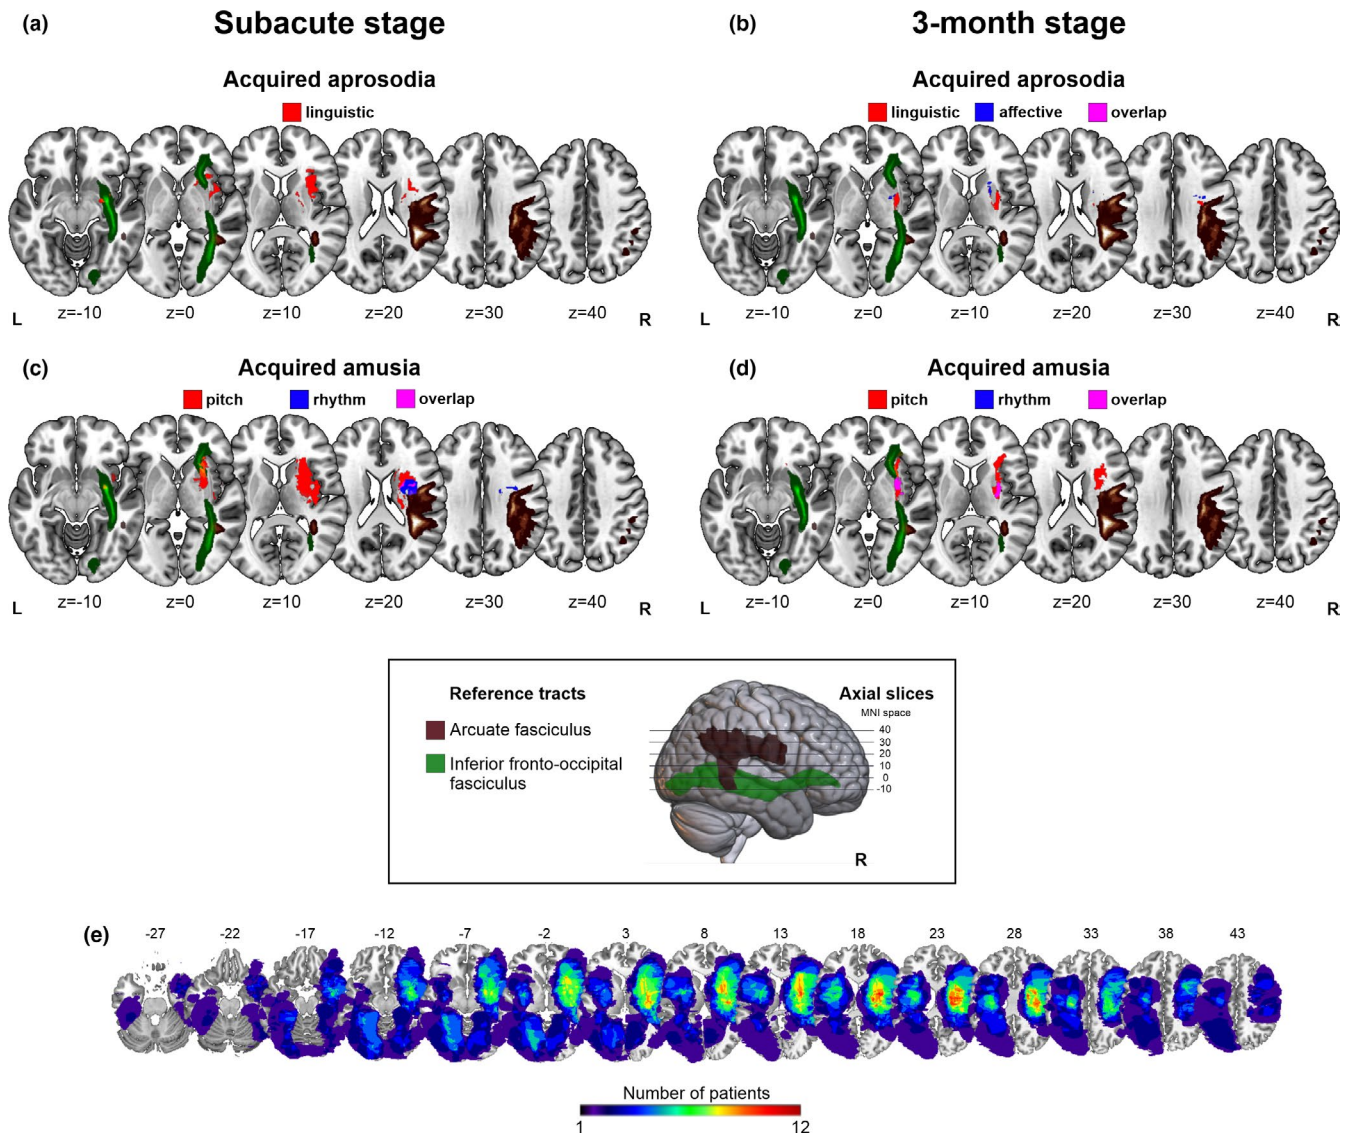 (a) Subacute stage (b) 3-month stage
Acquired aprosodia Acquired aprosodia
linguistic linguistic affective overlap
z=-10 z=0 z=10 z=20 z=30 z=40 z=-10 z=0 z=10 z=20 z=30 z=40
L R L R
(c) Acquired amusia (d) Acquired amusia
pitch rhythm overlap pitch rhythm overlap
z=-10 z=0 z=10 z=20 z=30 z=40 z=-10 z=0 z=10 z=20 z=30 z=40
L R L R
Reference tracts
Arcuate fasciculus
Inferior fronto-occipital
fasciculus
Axial slices
MNI space
40
30
20
10
0
-10
R
(e) -27 -22 -17 -12 -7 -2 3 8 13 18 23 28 33 38 43
Number of patients
1 12